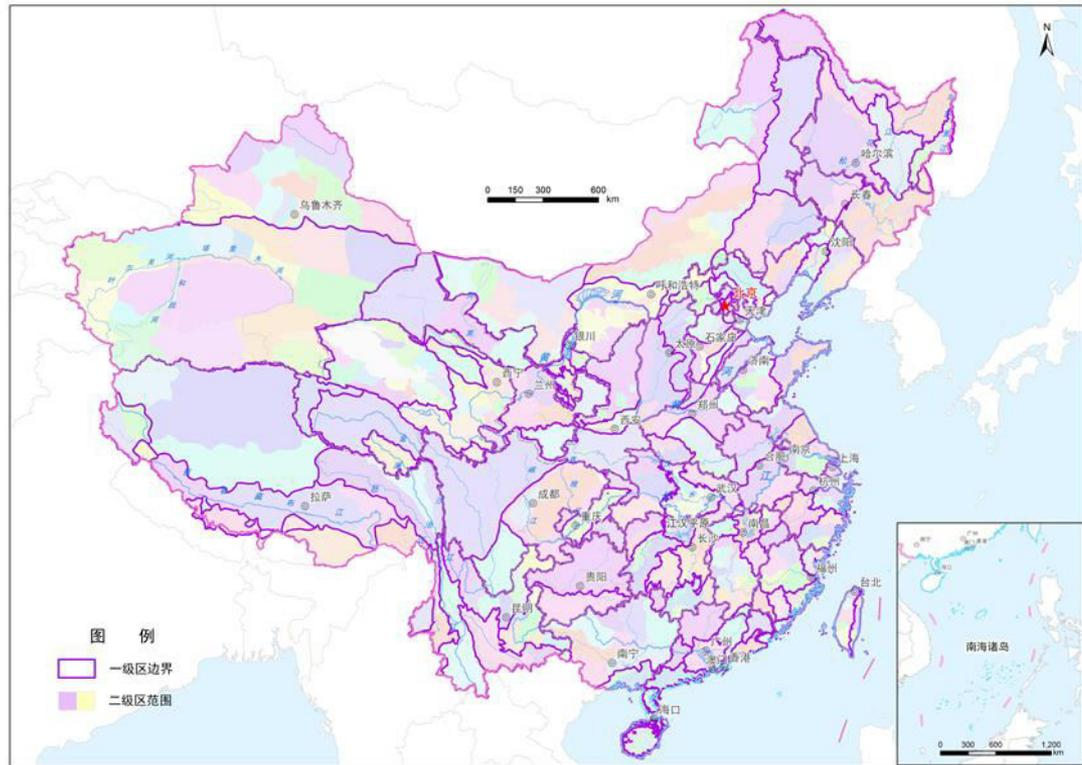 N
哈尔滨
长春
乌鲁木齐
沈阳
0 150 300 600
km
呼和浩特
北京
天津
银川
石家庄
太原
西宁
济南
兰州
郑州
西安
南京
合肥
上海
拉萨
成都
武汉
杭州
重庆
江汉平原
南昌
长沙
贵阳
福州
台北
昆明
广州
南宁
澳门
香港
海口
图 例
一级区边界
二级区范围
南海诸岛
0 300 600 1,200
km